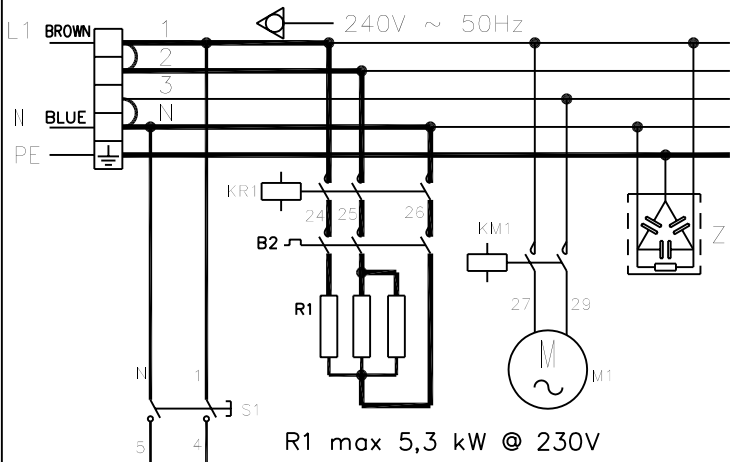 240V ~ 50Hz
L1 BROWN 1
2
3
N BLUE N
PE
KR1
24 25 26
B2
KM1
Z
R1
27 29
M
M1
N 1
S1
5 4
R1 max 5,3 kW @ 230V